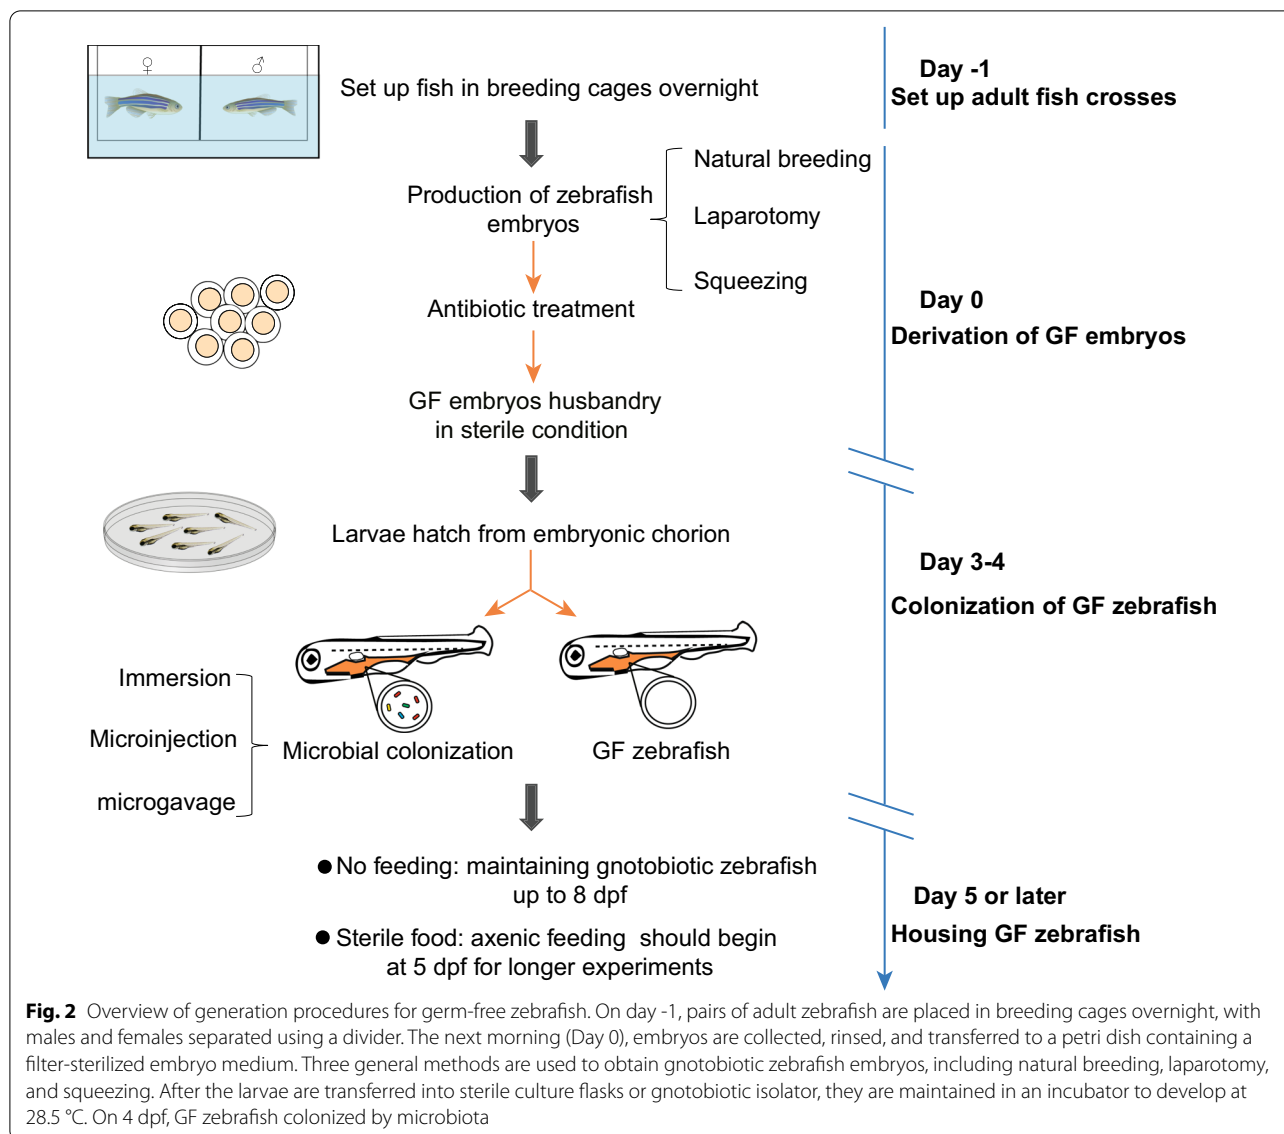 ♀ ♂
Set up fish in breeding cages overnight
Day -1
Set up adult fish crosses
Production of zebrafish
embryos
Natural breeding
Laparotomy
Squeezing
Antibiotic treatment
GF embryos husbandry
in sterile condition
Day 0
Derivation of GF embryos
Larvae hatch from embryonic chorion
Day 3-4
Colonization of GF zebrafish
Immersion
Microinjection
microgavage
Microbial colonization
GF zebrafish
● No feeding: maintaining gnotobiotic zebrafish
up to 8 dpf
● Sterile food: axenic feeding should begin
at 5 dpf for longer experiments
Day 5 or later
Housing GF zebrafish
Fig. 2 Overview of generation procedures for germ-free zebrafish. On day -1, pairs of adult zebrafish are placed in breeding cages overnight, with
males and females separated using a divider. The next morning (Day 0), embryos are collected, rinsed, and transferred to a petri dish containing a
filter-sterilized embryo medium. Three general methods are used to obtain gnotobiotic zebrafish embryos, including natural breeding, laparotomy,
and squeezing. After the larvae are transferred into sterile culture flasks or gnotobiotic isolator, they are maintained in an incubator to develop at
28.5 °C. On 4 dpf, GF zebrafish colonized by microbiota